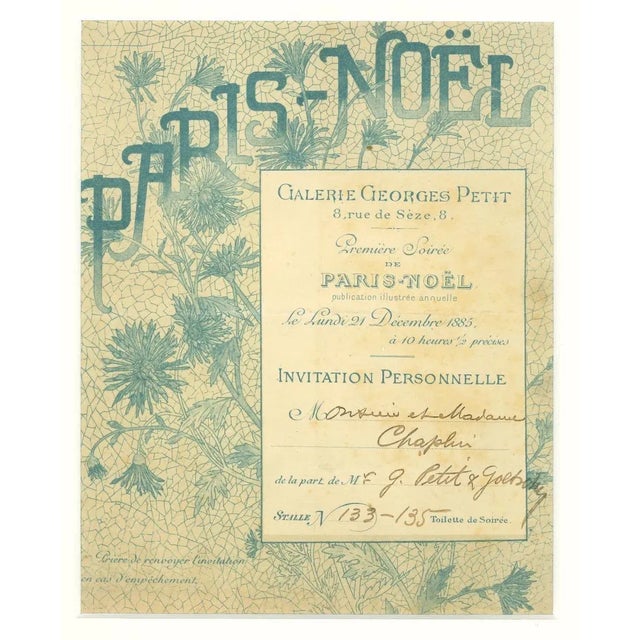 PARIS-NOËL
GALERIE GEORGES PETIT
8, rue de Sèze, 8.
Première Soirée
DE
PARIS-NOËL
publication illustrée annuelle
Le Lundi 21 Décembre 1885,
à 10 heures ½ précises
INVITATION PERSONNELLE
Monsieur et Madame
Chaplin
de la part de M G. Petit &
STALLE N 133-135 Toilette de Soirée.
Prière de renvoyer l'invitation
en cas d'empêchement.